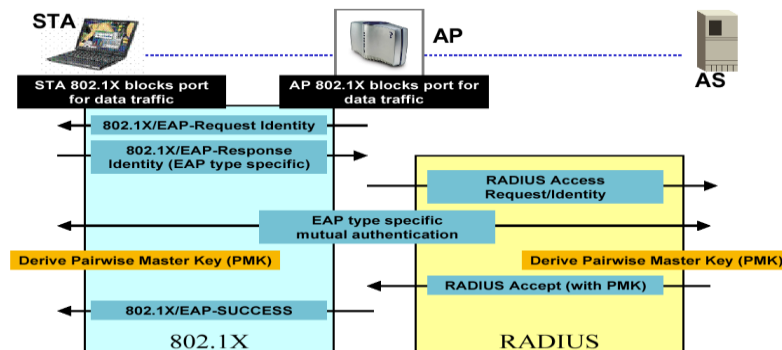 STA
AP
AS
STA 802.1X blocks port
for data traffic
AP 802.1X blocks port for
data traffic
802.1X/EAP-Request Identity
802.1X/EAP-Response
Identity (EAP type specific)
RADIUS Access
Request/Identity
EAP type specific
mutual authentication
Derive Pairwise Master Key (PMK)
Derive Pairwise Master Key (PMK)
RADIUS Accept (with PMK)
802.1X/EAP-SUCCESS
802.1X
RADIUS